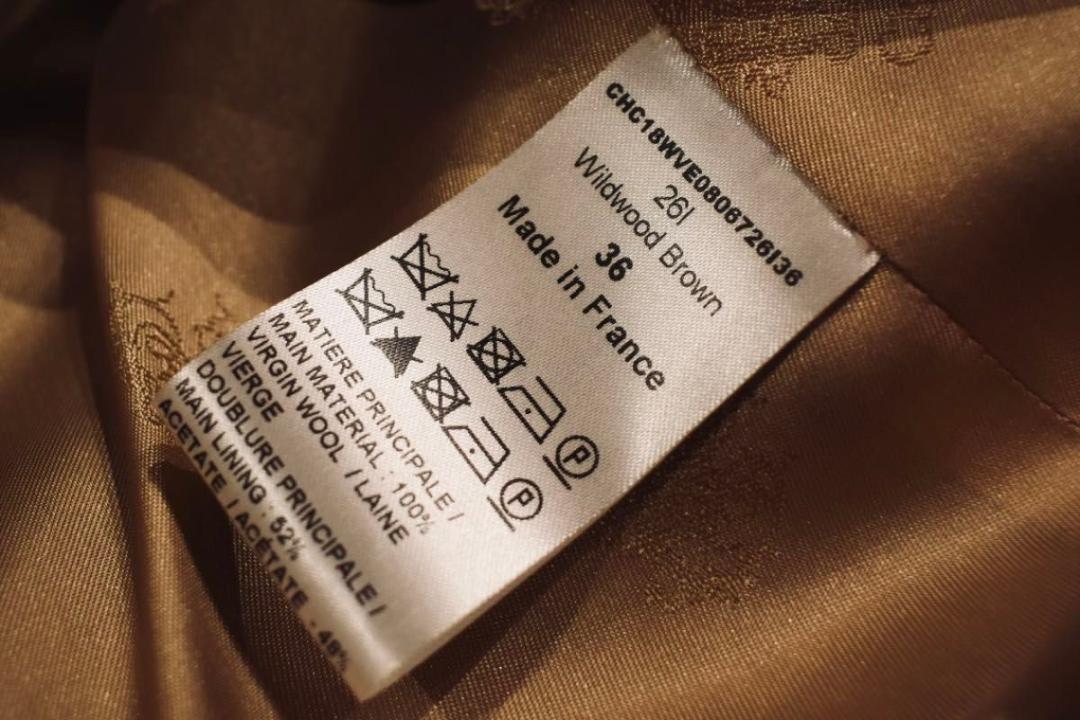 CHC18WVE0806726I36
26I
Wildwood Brown
36
Made in France
P
P
MATIERE PRINCIPALE /
MAIN MATERIAL : 100%
VIRGIN WOOL / LAINE
VIERGE
DOUBLURE PRINCIPALE /
MAIN LINING : 52%
ACETATE / ACÉTATE - 48%